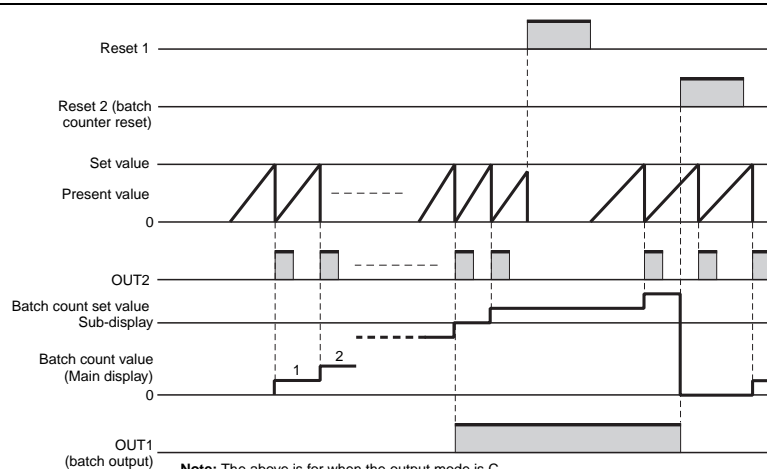 Reset 1
Reset 2 (batch
counter reset)
Set value
Present value
0
OUT2
Batch count set value
Sub-display
Batch count value
(Main display)
1
2
0
OUT1
(batch output)
Note: The above is for when the output mode is C.